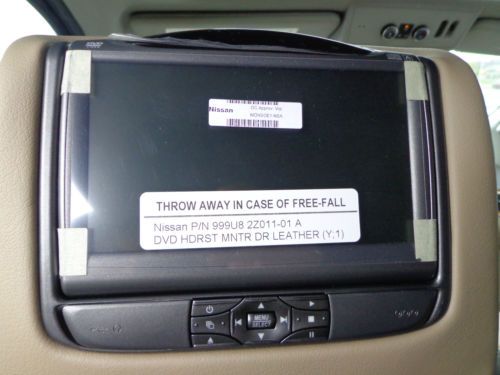 Nissan
THROW AWAY IN CASE OF FREE-FALL
Nissan P/N 999U8 2Z011-01 A
DVD HDRST MNTR DR LEATHER (Y.1)
MENU
SELECT